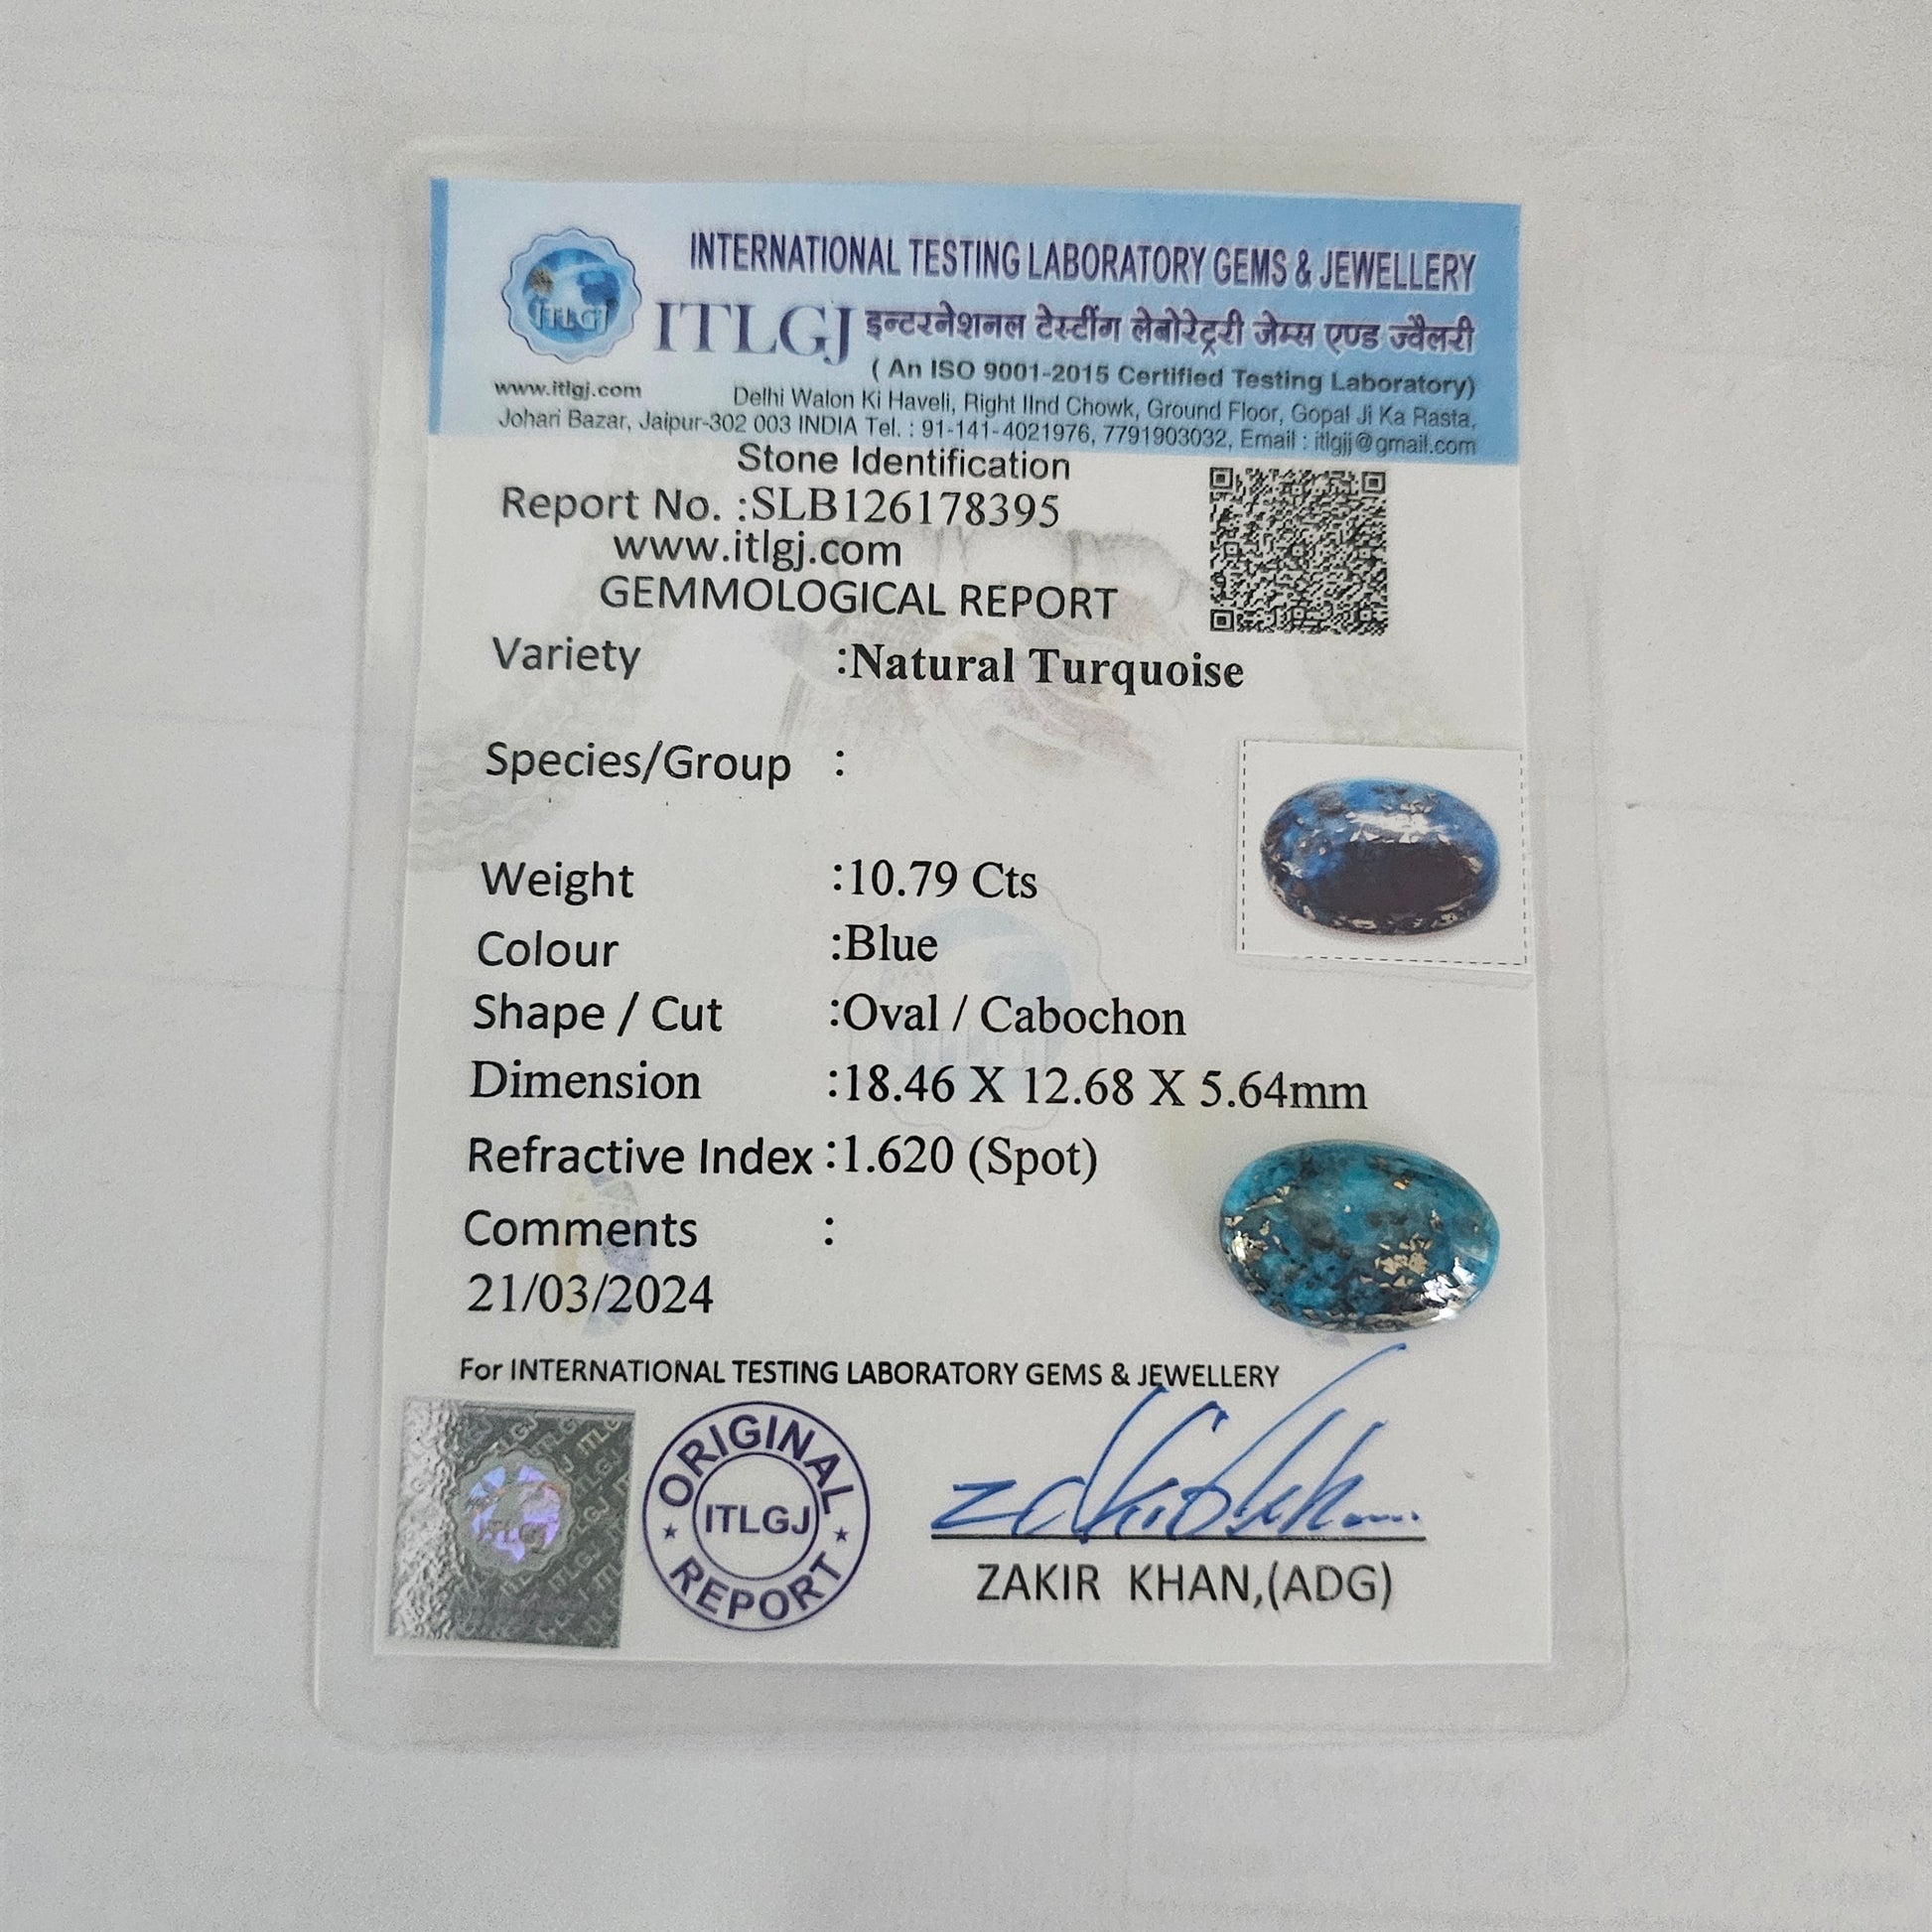 INTERNATIONAL TESTING LABORATORY GEMS & JEWELLERY
ITLGJ
ITLGJ इन्टरनेशनल टेस्टींग लेबोरेट्ररी जेम्स एण्ड ज्वैलरी
( An ISO 9001-2015 Certified Testing Laboratory)
www.itlgj.com
Delhi Walon Ki Haveli, Right IInd Chowk, Ground Floor, Gopal Ji Ka Rasta,
Johari Bazar, Jaipur-302 003 INDIA Tel. : 91-141-4021976, 7791903032, Email : itlgjj@gmail.com
Stone Identification
Report No. :SLB126178395
www.itlgj.com
GEMMOLOGICAL REPORT
Variety :Natural Turquoise
Species/Group :
Weight :10.79 Cts
Colour :Blue
Shape / Cut :Oval / Cabochon
Dimension :18.46 X 12.68 X 5.64mm
Refractive Index :1.620 (Spot)
Comments :
21/03/2024
For INTERNATIONAL TESTING LABORATORY GEMS & JEWELLERY
ORIGINAL
ITLGJ
REPORT
ZAKIR KHAN,(ADG)